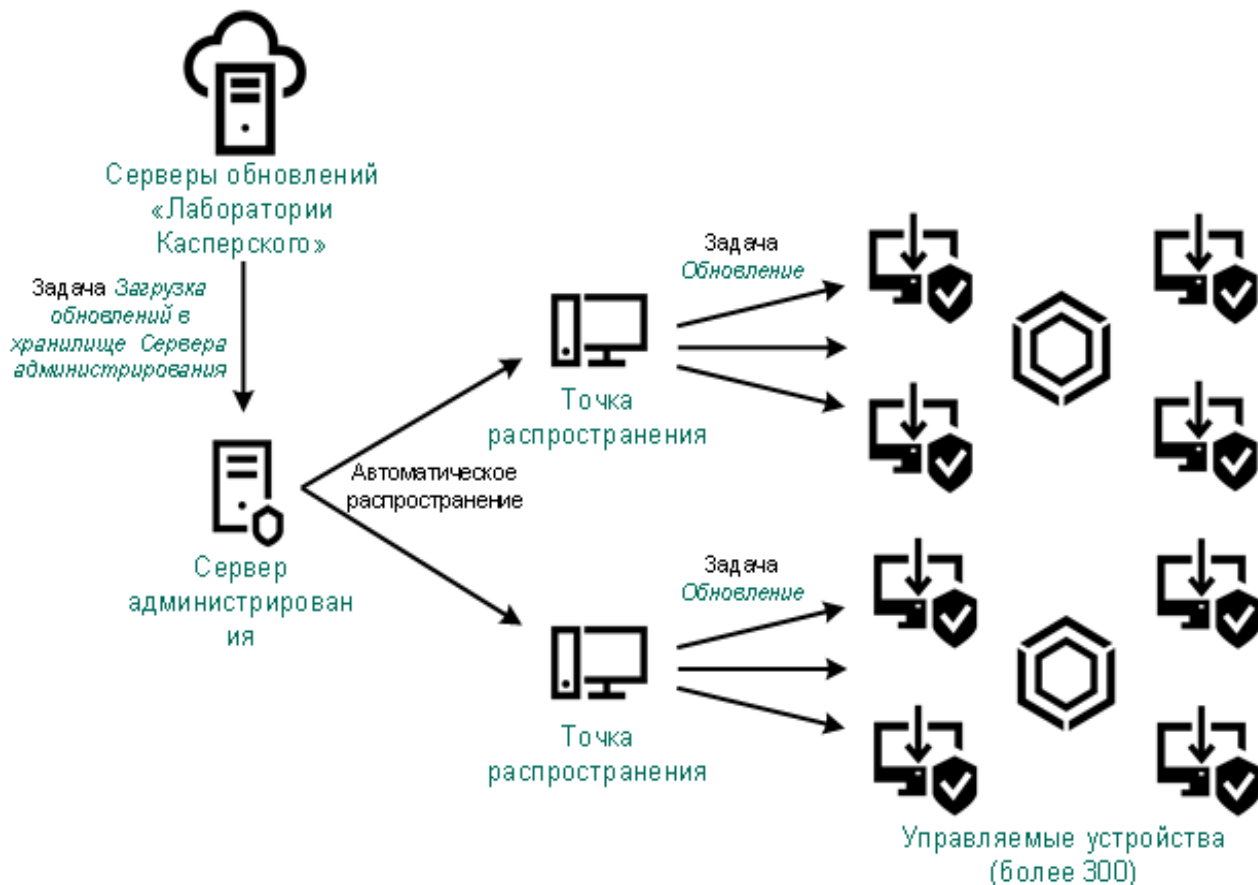 Серверы обновлений
«Лаборатории
Касперского»
Задача Загрузка
обновлений в
хранилище Сервера
администрирования
Сервер
администрирован
ия
Автоматическое
распространение
Точка
распространения
Задача
Обновление
Точка
распространения
Задача
Обновление
Управляемые устройства
(более 300)